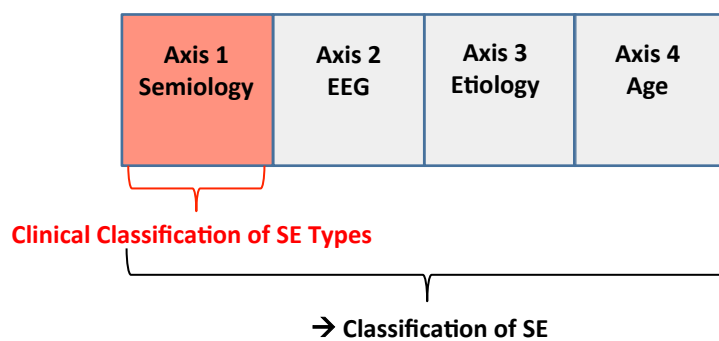 Axis 1
Semiology
Axis 2
EEG
Axis 3
Etiology
Axis 4
Age
Clinical Classification of SE Types
→ Classification of SE